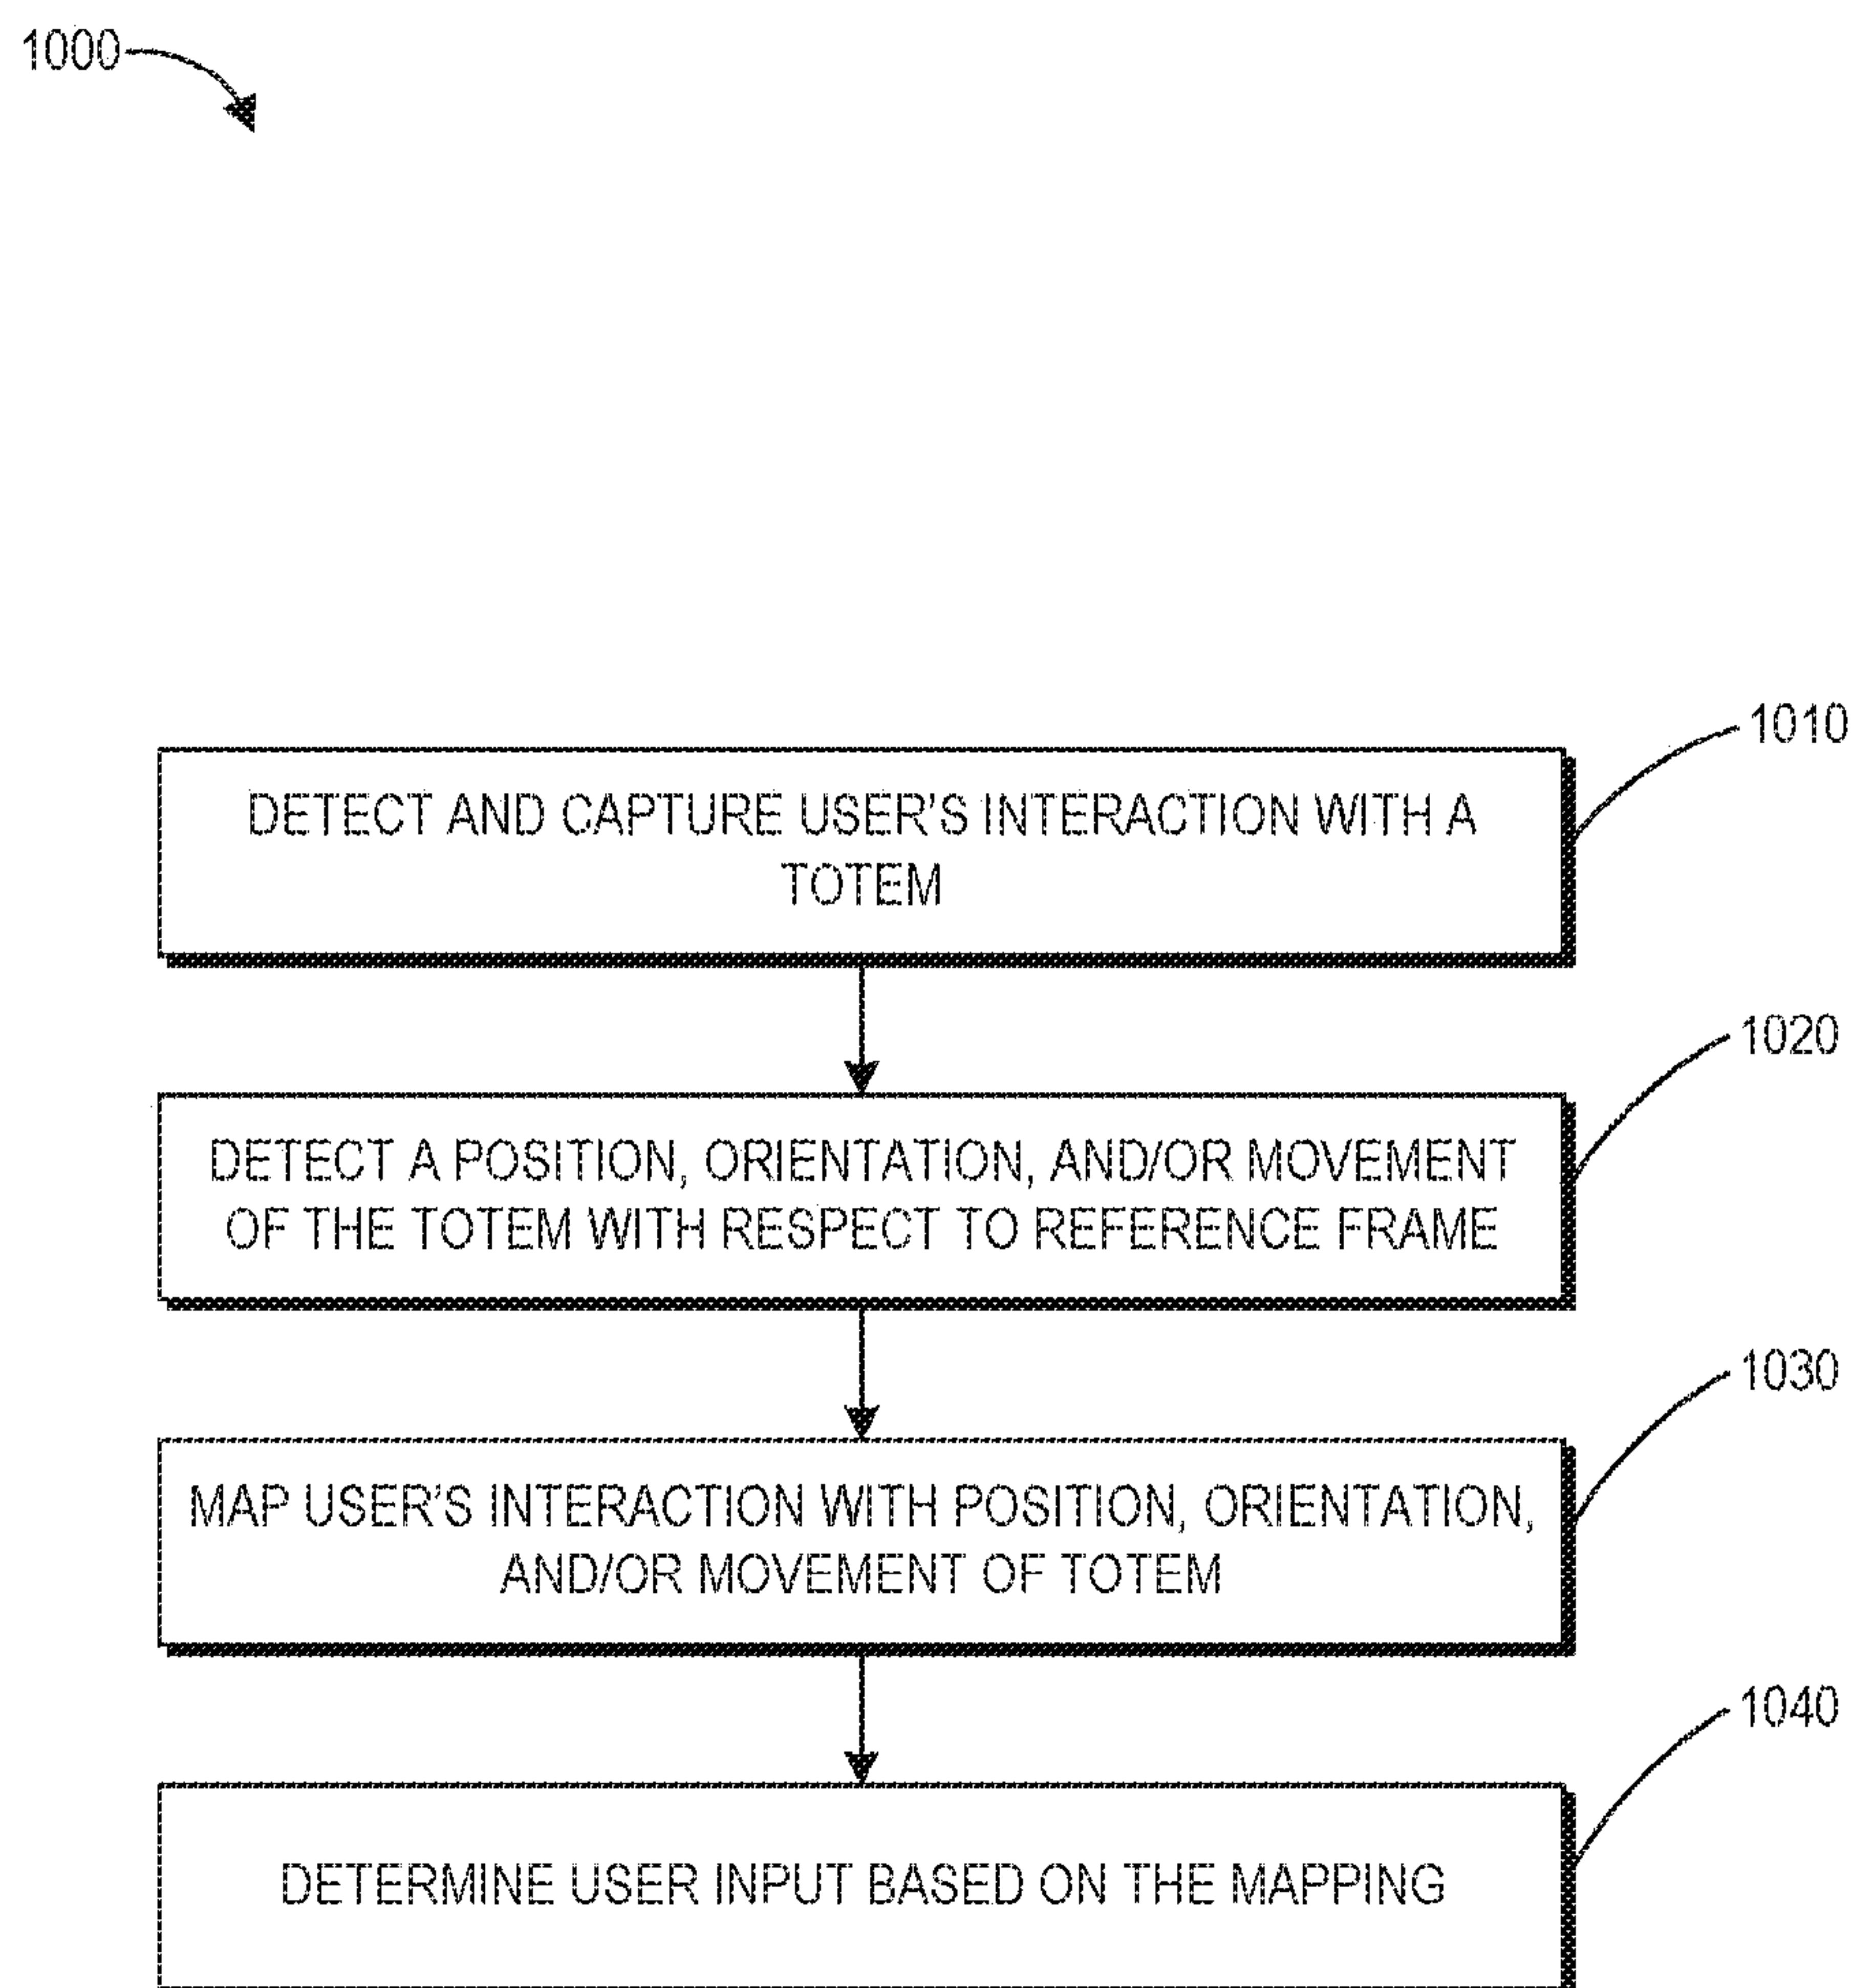 1000
1010
DETECT AND CAPTURE USER'S INTERACTION WITH A
TOTEM
1020
DETECT A POSITION, ORIENTATION, AND/OR MOVEMENT
OF THE TOTEM WITH RESPECT TO REFERENCE FRAME
1030
MAP USER'S INTERACTION WITH POSITION, ORIENTATION,
AND/OR MOVEMENT OF TOTEM
1040
DETERMINE USER INPUT BASED ON THE MAPPING